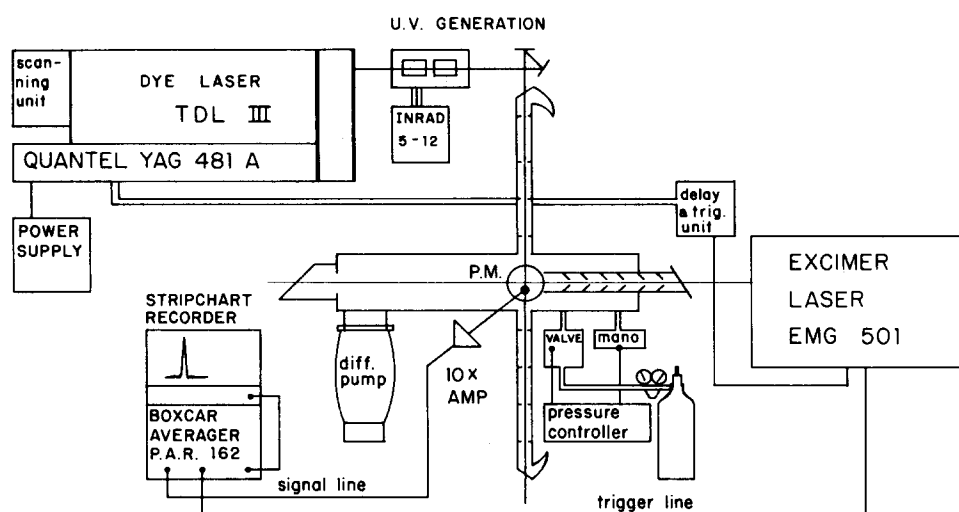 U.V. GENERATION
scan-
ning
unit
DYE LASER
TDL III
INRAD
5-12
QUANTEL YAG 481 A
POWER
SUPPLY
delay
& trig.
unit
P.M.
EXCIMER
LASER
EMG 501
STRIPCHART
RECORDER
diff.
pump
10x
AMP
VALVE
mano
pressure
controller
BOXCAR
AVERAGER
P.A.R. 162
signal line
trigger line